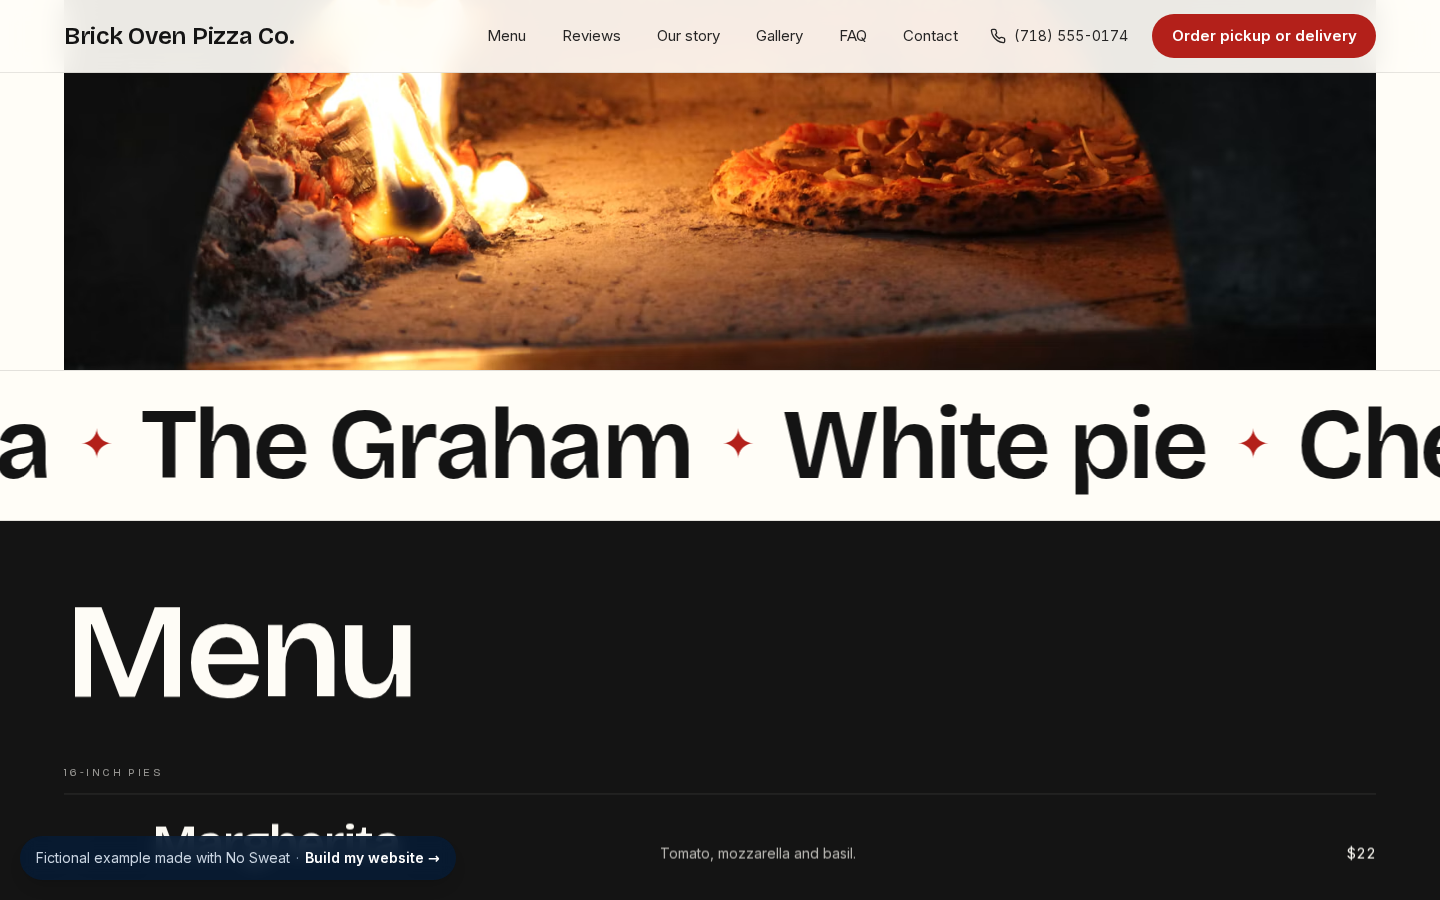 Brick Oven Pizza Co.
Menu
Reviews
Our story
Gallery
FAQ
Contact
(718) 555-0174
Order pickup or delivery
a ✦ The Graham ✦ White pie ✦ Che
Menu
16-INCH PIES
Margherita
Tomato, mozzarella and basil.
$22
Fictional example made with No Sweat · Build my website →